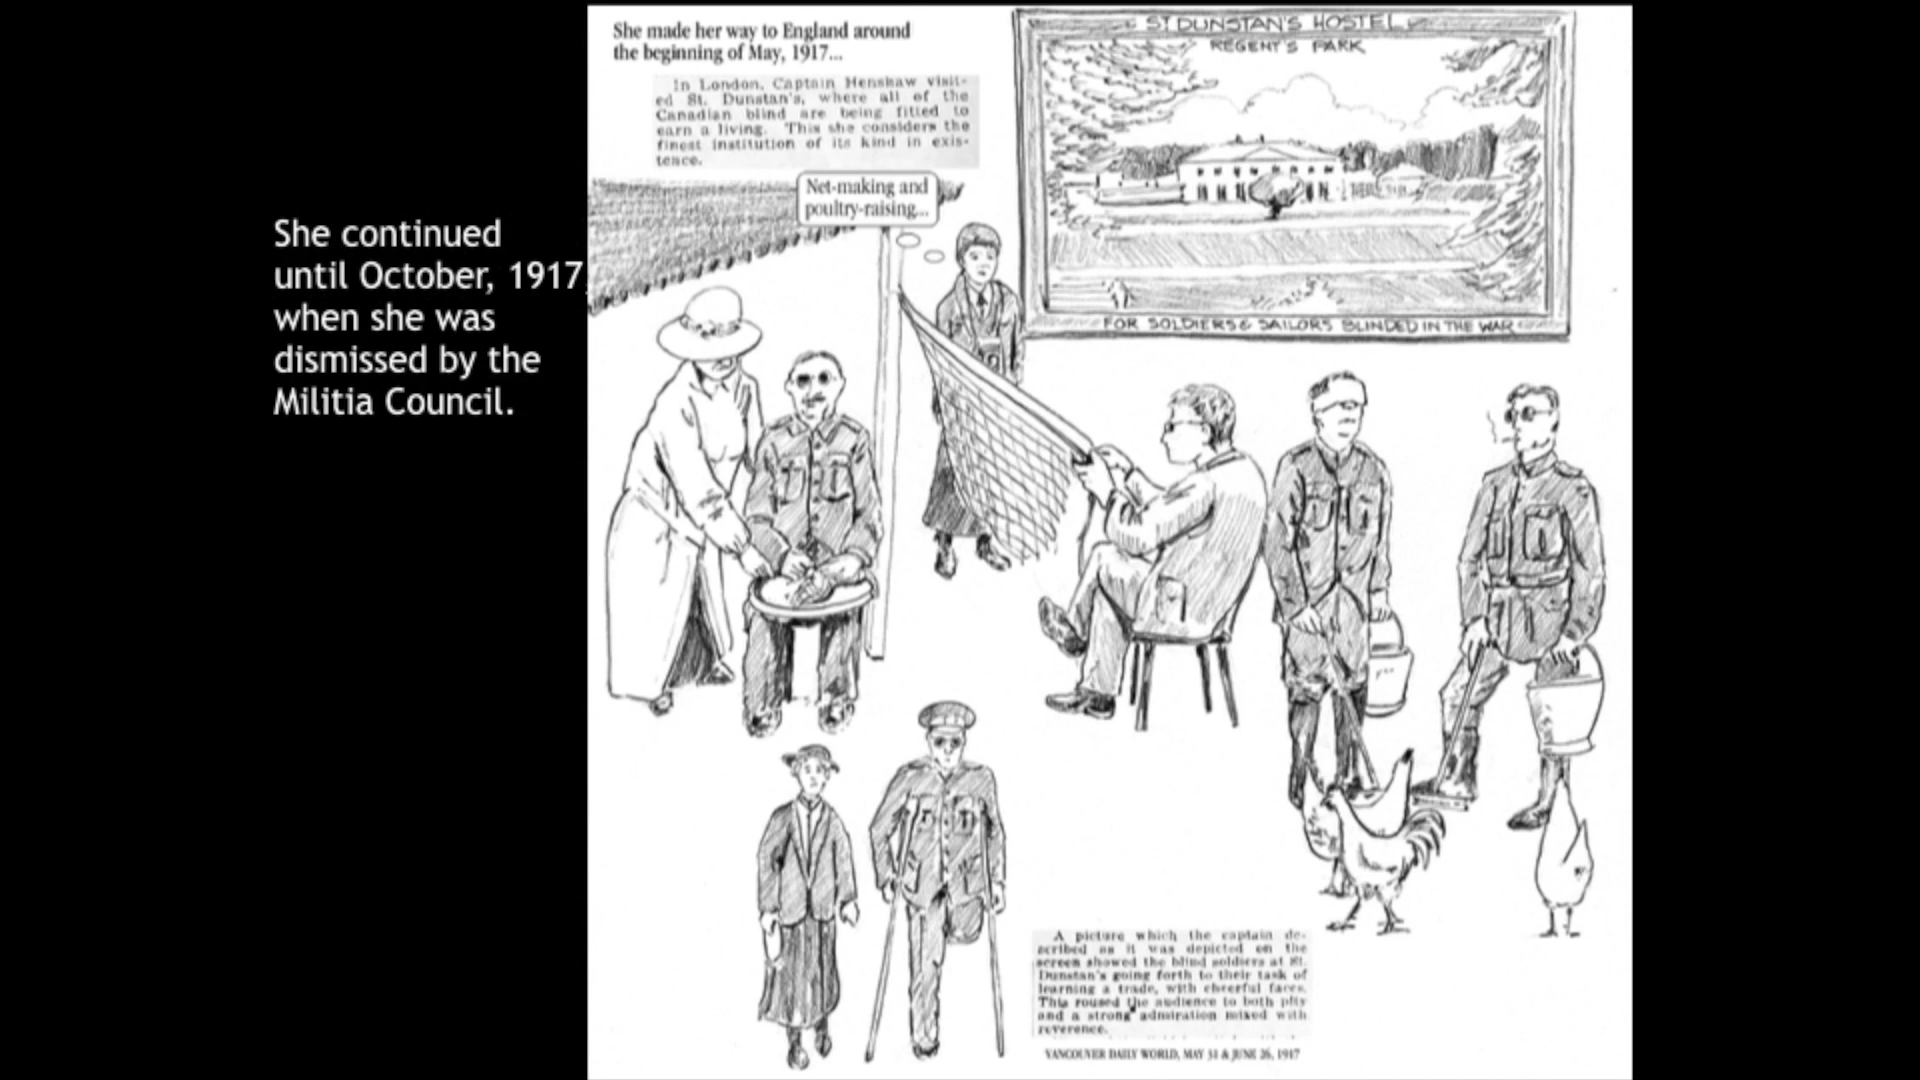 She continued
until October, 1917,
when she was
dismissed by the
Militia Council.
She made her way to England around
the beginning of May, 1917...
In London, Captain Henshaw visit-
ed St. Dunstan's, where all of the
Canadian blind are being fitted to
earn a living. This she considers the
finest institution of its kind in exis-
tence.
Net-making and
poultry-raising...
ST DUNSTAN'S HOSTEL
REGENT'S PARK
FOR SOLDIERS & SAILORS BLINDED IN THE WAR
A picture which the captain de-
scribed as it was depicted on the
screen showed the blind soldiers at St.
Dunstan's going forth to their task of
learning a trade, with cheerful faces.
This roused the audience to both pity
and a strong admiration mixed with
reverence.
VANCOUVER DAILY WORLD, MAY 31 & JUNE 26, 1917